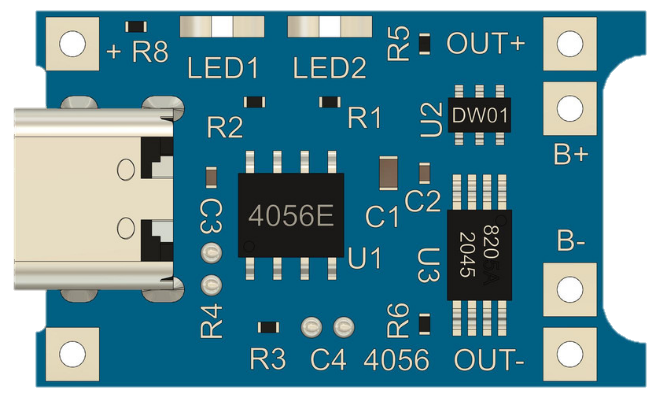 + R8
LED1
LED2
R5
OUT+
R2
R1
U2
DW01
B+
C3
4056E
C1
C2
U1
8205A
2045
U3
B-
R4
R3
C4
4056
R6
OUT-